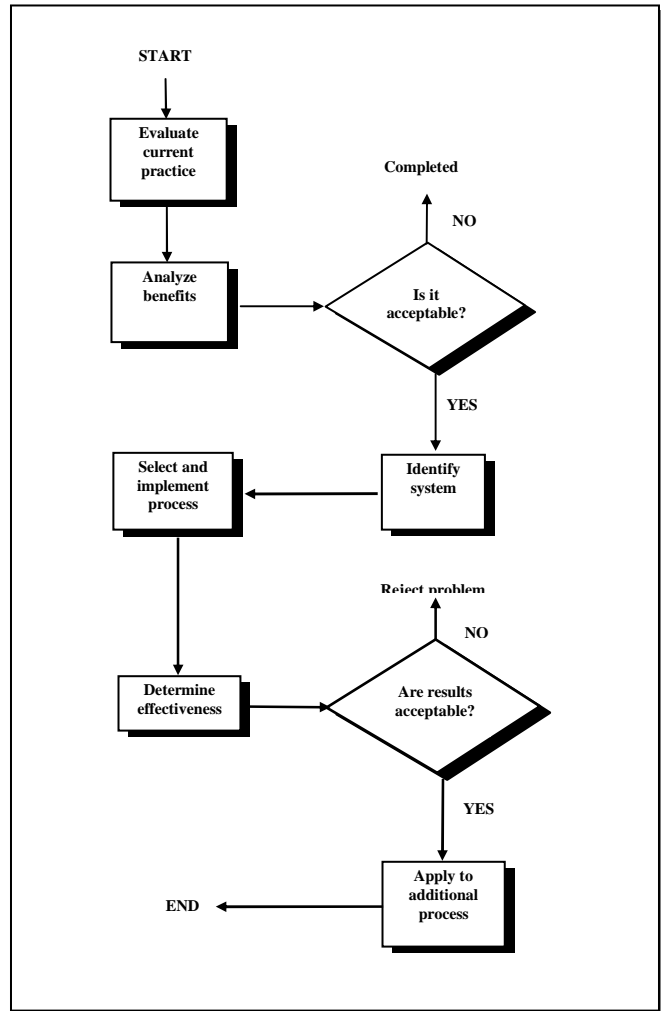 START
Evaluate
current
practice
Completed
NO
Analyze
benefits
Is it
acceptable?
YES
Identify
system
Select and
implement
process
Reject problem
NO
Determine
effectiveness
Are results
acceptable?
YES
Apply to
additional
process
END